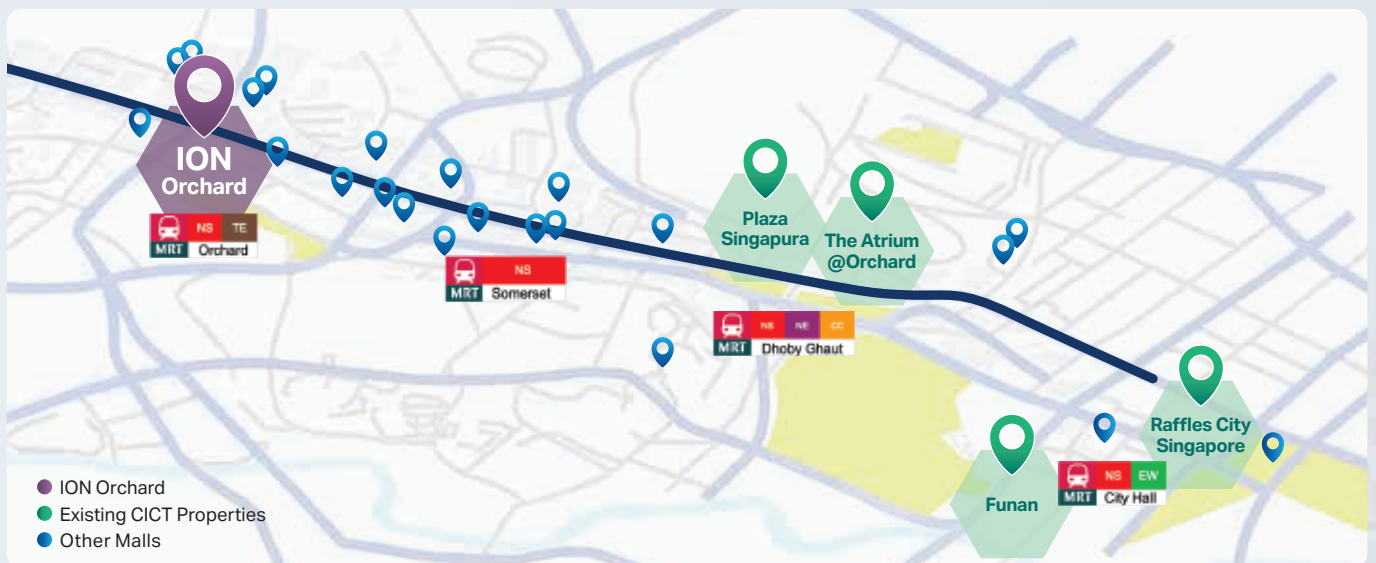 ION
Orchard
NS TE
MRT Orchard
NS
MRT Somerset
Plaza
Singapura
The Atrium
@Orchard
NS NE CC
MRT Dhoby Ghaut
Raffles City
Singapore
NS EW
MRT City Hall
Funan
ION Orchard
Existing CICT Properties
Other Malls